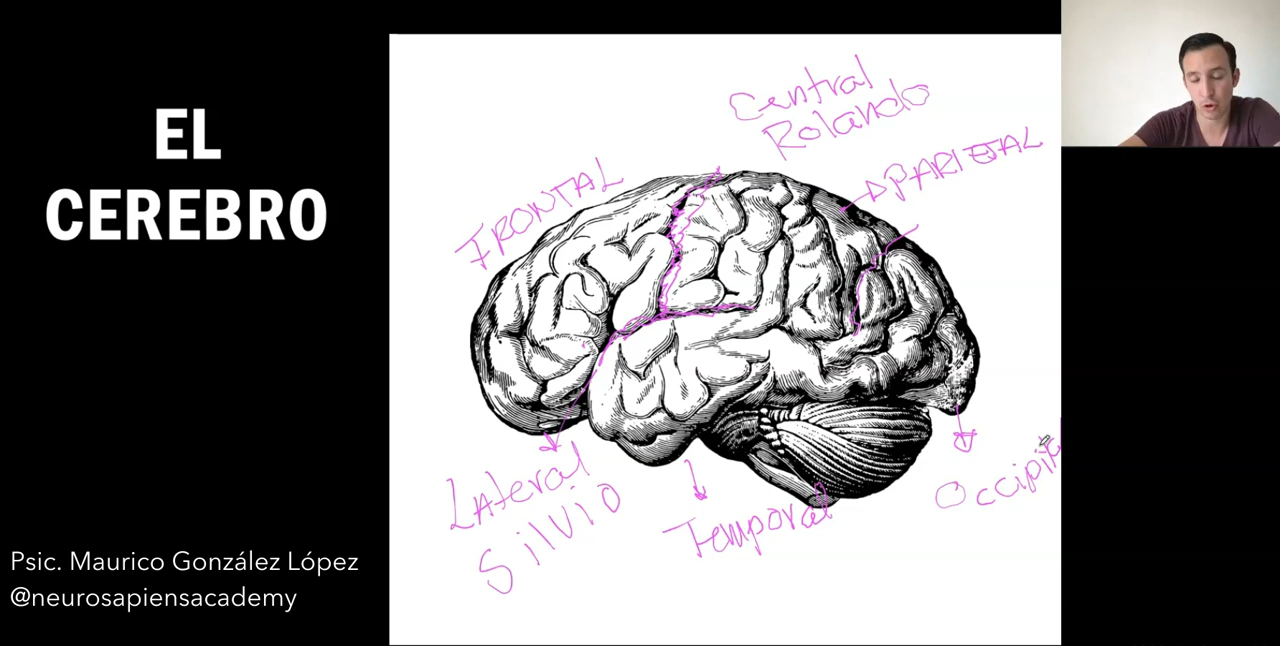 EL
CEREBRO
Central
Rolando
FRONTAL
PARIETAL
Lateral
Silvio
Temporal
Psic. Maurico González López
@neurosapiensacademy